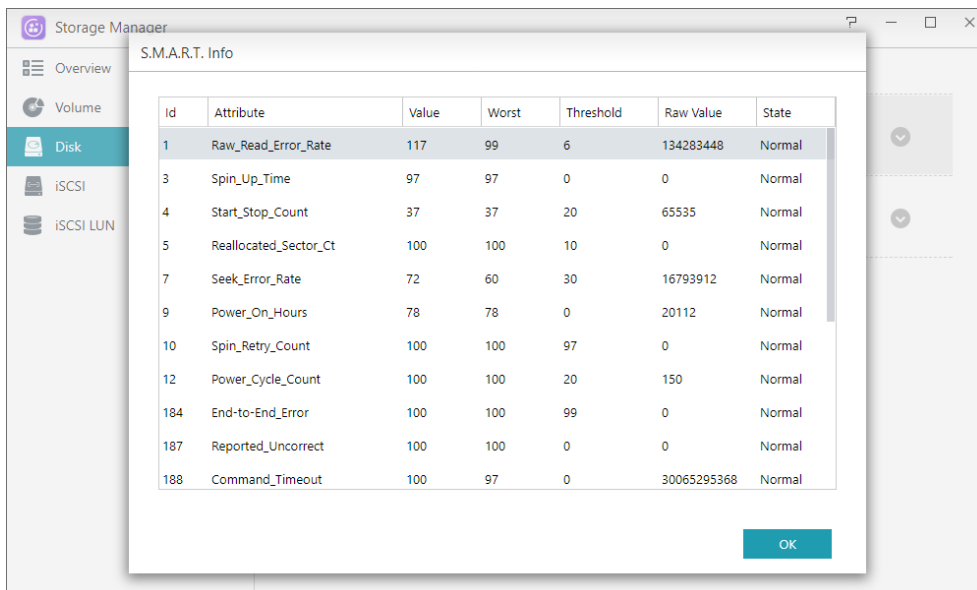 Storage Manager
S.M.A.R.T. Info
Overview
Volume
Disk
iSCSI
iSCSI LUN
Id Attribute Value Worst Threshold Raw Value State
1 Raw_Read_Error_Rate 117 99 6 134283448 Normal
3 Spin_Up_Time 97 97 0 0 Normal
4 Start_Stop_Count 37 37 20 65535 Normal
5 Reallocated_Sector_Ct 100 100 10 0 Normal
7 Seek_Error_Rate 72 60 30 16793912 Normal
9 Power_On_Hours 78 78 0 20112 Normal
10 Spin_Retry_Count 100 100 97 0 Normal
12 Power_Cycle_Count 100 100 20 150 Normal
184 End-to-End_Error 100 100 99 0 Normal
187 Reported_Uncorrect 100 100 0 0 Normal
188 Command_Timeout 100 97 0 30065295368 Normal
OK